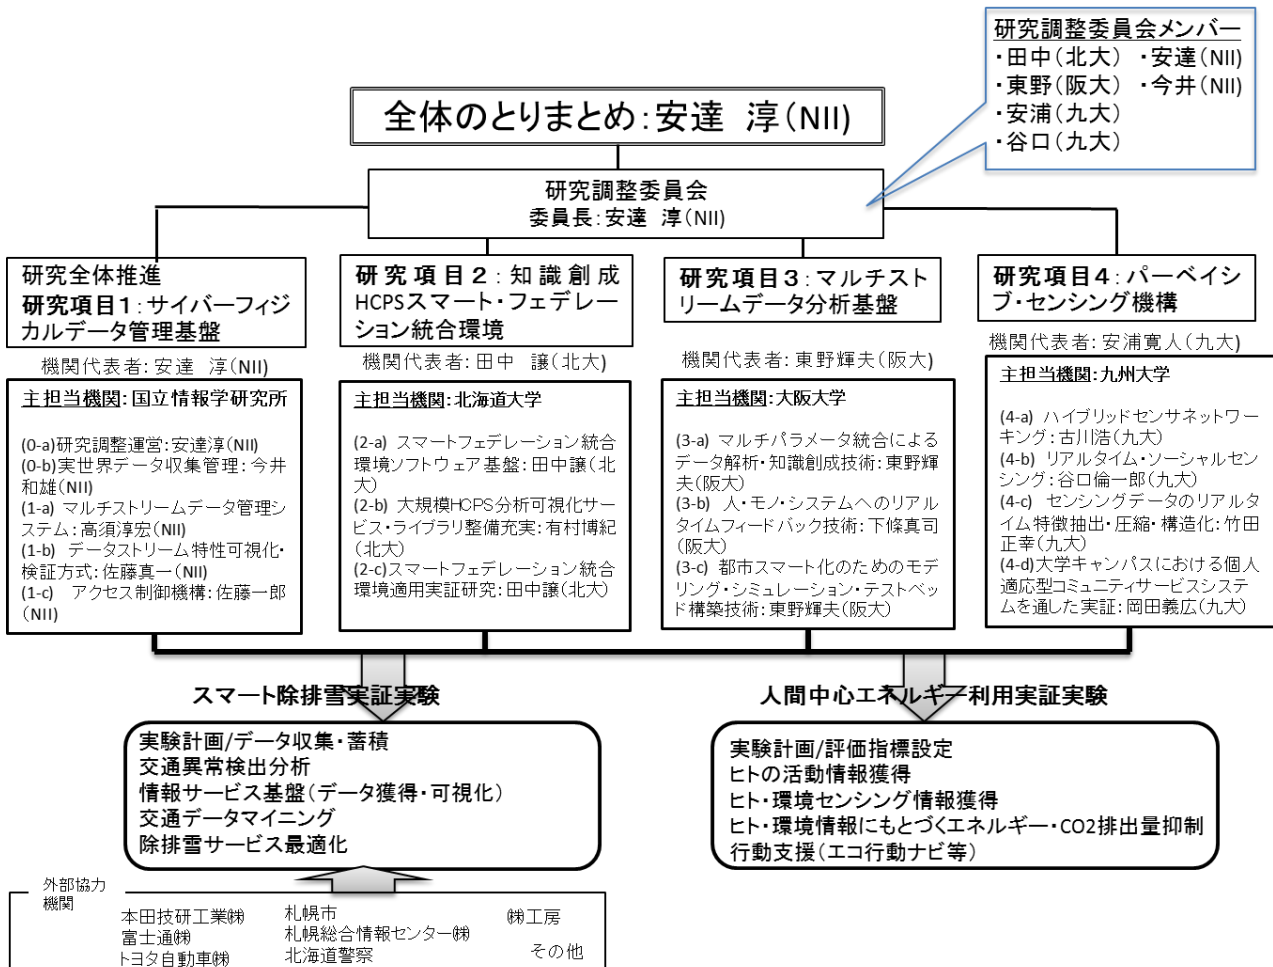 研究調整委員会メンバー
・田中(北大) ・安達(NII)
・東野(阪大) ・今井(NII)
・安浦(九大)
・谷口(九大)
全体のとりまとめ:安達 淳(NII)
研究調整委員会
委員長:安達 淳(NII)
研究全体推進
研究項目1:サイバーフィジ
カルデータ管理基盤
機関代表者:安達 淳(NII)
主担当機関:国立情報学研究所
(0-a)研究調整運営:安達淳(NII)
(0-b)実世界データ収集管理:今井
和雄(NII)
(1-a) マルチストリームデータ管理シ
ステム:高須淳宏(NII)
(1-b) データストリーム特性可視化・
検証方式:佐藤真一(NII)
(1-c) アクセス制御機構:佐藤一郎
(NII)
研究項目2:知識創成
HCPSスマート・フェデレー
ション統合環境
機関代表者:田中 譲(北大)
主担当機関:北海道大学
(2-a) スマートフェデレーション統合
環境ソフトウェア基盤:田中譲(北
大)
(2-b) 大規模HCPS分析可視化サー
ビス・ライブラリ整備充実:有村博紀
(北大)
(2-c)スマートフェデレーション統合
環境適用実証研究:田中譲(北大)
研究項目3:マルチスト
リームデータ分析基盤
機関代表者:東野輝夫(阪大)
主担当機関:大阪大学
(3-a) マルチパラメータ統合による
データ解析・知識創成技術:東野輝
夫(阪大)
(3-b) 人・モノ・システムへのリアル
タイムフィードバック技術:下條真司
(阪大)
(3-c) 都市スマート化のためのモデ
リング・シミュレーション・テストベッ
ド構築技術:東野輝夫(阪大)
研究項目4:パーベイシ
ブ・センシング機構
機関代表者:安浦寛人(九大)
主担当機関:九州大学
(4-a) ハイブリッドセンサネットワー
キング:古川浩(九大)
(4-b) リアルタイム・ソーシャルセン
シング:谷口倫一郎(九大)
(4-c) センシングデータのリアルタ
イム特徴抽出・圧縮・構造化:竹田
正幸(九大)
(4-d)大学キャンパスにおける個人
適応型コミュニティサービスシステ
ムを通した実証:岡田義広(九大)
スマート除排雪実証実験
実験計画/データ収集・蓄積
交通異常検出分析
情報サービス基盤(データ獲得・可視化)
交通データマイニング
除排雪サービス最適化
人間中心エネルギー利用実証実験
実験計画/評価指標設定
ヒトの活動情報獲得
ヒト・環境センシング情報獲得
ヒト・環境情報にもとづくエネルギー・CO2排出量抑制
行動支援(エコ行動ナビ等)
外部協力
機関
本田技研工業㈱
富士通㈱
トヨタ自動車㈱
札幌市
札幌総合情報センター㈱
北海道警察
㈱工房
その他